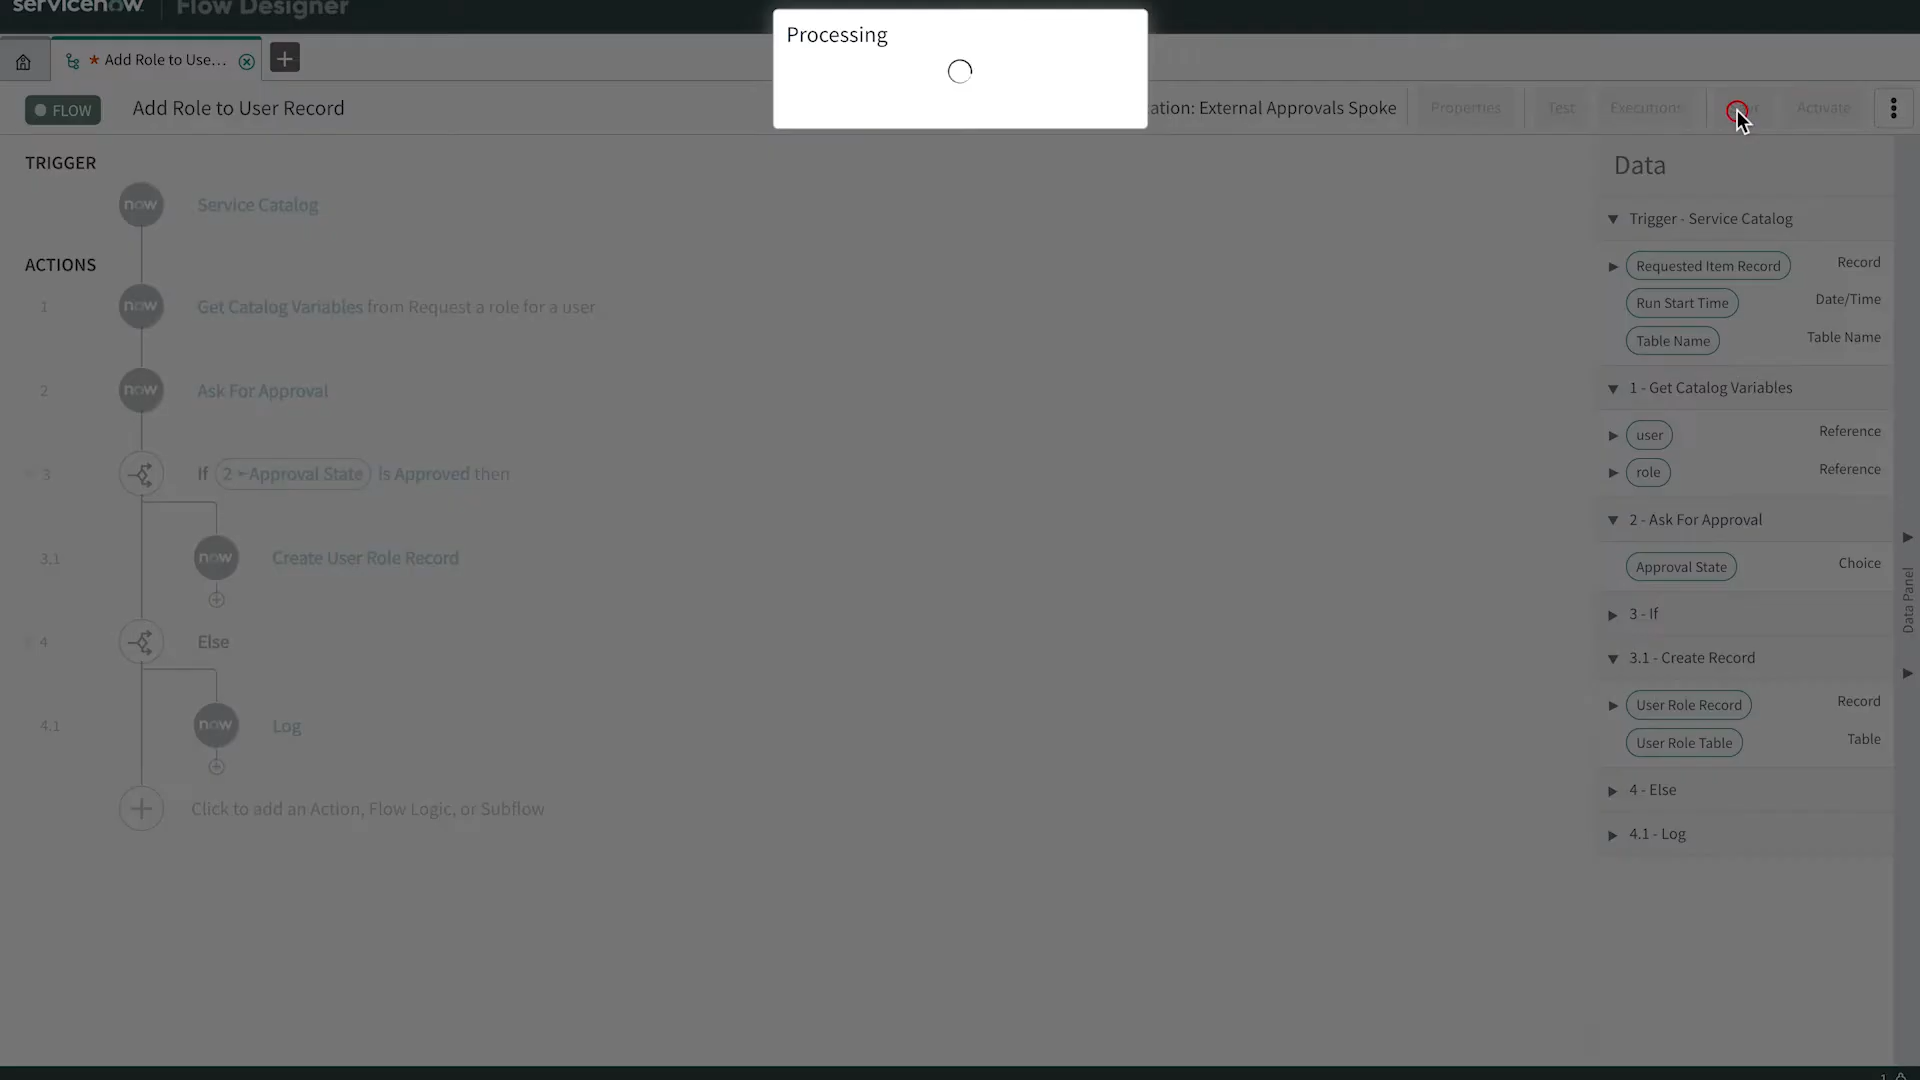 servicenow Flow Designer
Processing
* Add Role to Use...
FLOW Add Role to User Record
ation: External Approvals Spoke Properties Test Executions Activate
TRIGGER
now Service Catalog
ACTIONS
1 now Get Catalog Variables from Request a role for a user
2 now Ask For Approval
3 If 2 ➛ Approval State is Approved then
3.1 now Create User Role Record
4 Else
4.1 now Log
Click to add an Action, Flow Logic, or Subflow
Data
Trigger - Service Catalog
Requested Item Record Record
Run Start Time Date/Time
Table Name Table Name
1 - Get Catalog Variables
user Reference
role Reference
2 - Ask For Approval
Approval State Choice
3 - If
3.1 - Create Record
User Role Record Record
User Role Table Table
4 - Else
4.1 - Log
Data Panel